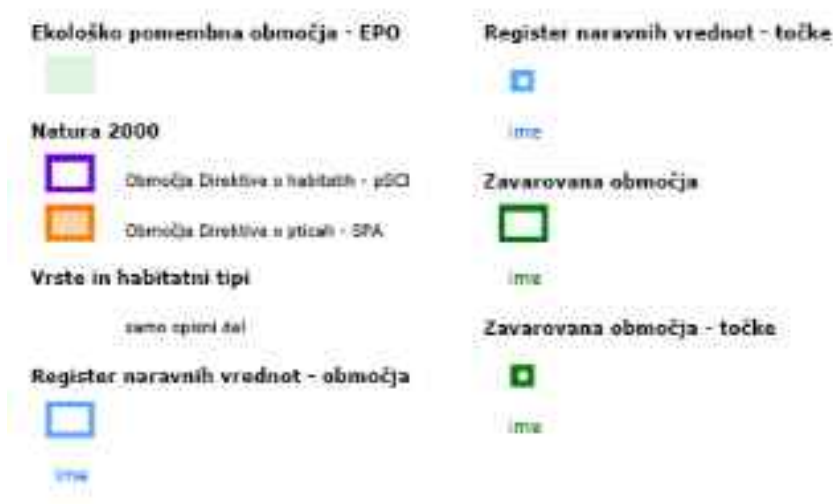 Ekološko pomembna območja - EPO
Natura 2000
Območja Direktive o habitatih - pSCI
Območja Direktive o pticah - SPA
Vrste in habitatni tipi
samo opisni del
Register naravnih vrednot - območja
ime
Register naravnih vrednot - točke
ime
Zavarovana območja
ime
Zavarovana območja - točke
ime